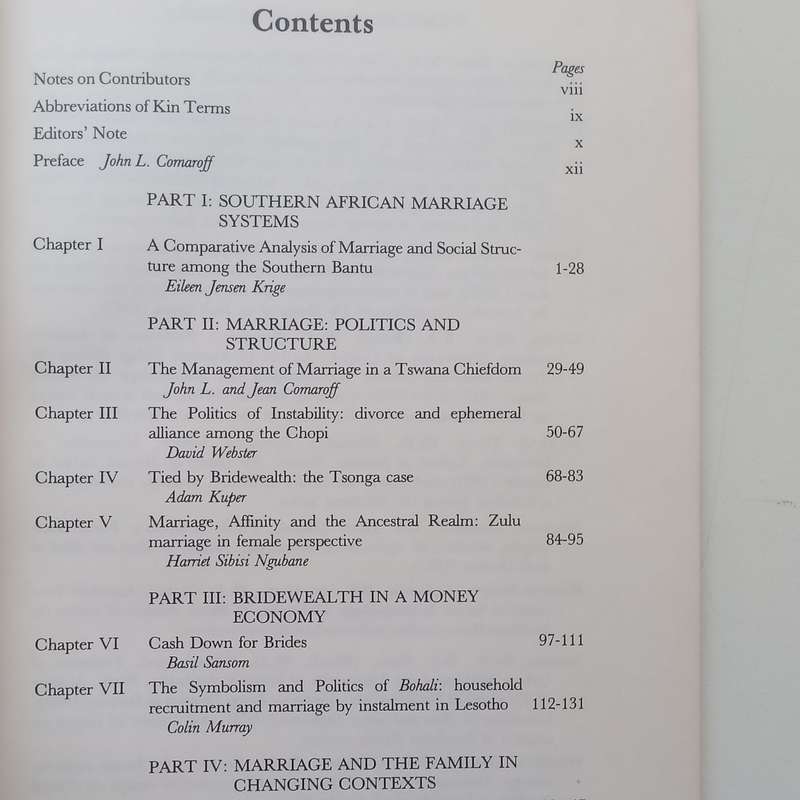 Contents
Pages
Notes on Contributors viii
Abbreviations of Kin Terms ix
Editors' Note x
Preface John L. Comaroff xii
PART I: SOUTHERN AFRICAN MARRIAGE
SYSTEMS
Chapter I A Comparative Analysis of Marriage and Social Struc-
ture among the Southern Bantu 1-28
Eileen Jensen Krige
PART II: MARRIAGE: POLITICS AND
STRUCTURE
Chapter II The Management of Marriage in a Tswana Chiefdom 29-49
John L. and Jean Comaroff
Chapter III The Politics of Instability: divorce and ephemeral
alliance among the Chopi 50-67
David Webster
Chapter IV Tied by Bridewealth: the Tsonga case 68-83
Adam Kuper
Chapter V Marriage, Affinity and the Ancestral Realm: Zulu
marriage in female perspective 84-95
Harriet Sibisi Ngubane
PART III: BRIDEWEALTH IN A MONEY
ECONOMY
Chapter VI Cash Down for Brides 97-111
Basil Sansom
Chapter VII The Symbolism and Politics of Bohali: household
recruitment and marriage by instalment in Lesotho 112-131
Colin Murray
PART IV: MARRIAGE AND THE FAMILY IN
CHANGING CONTEXTS